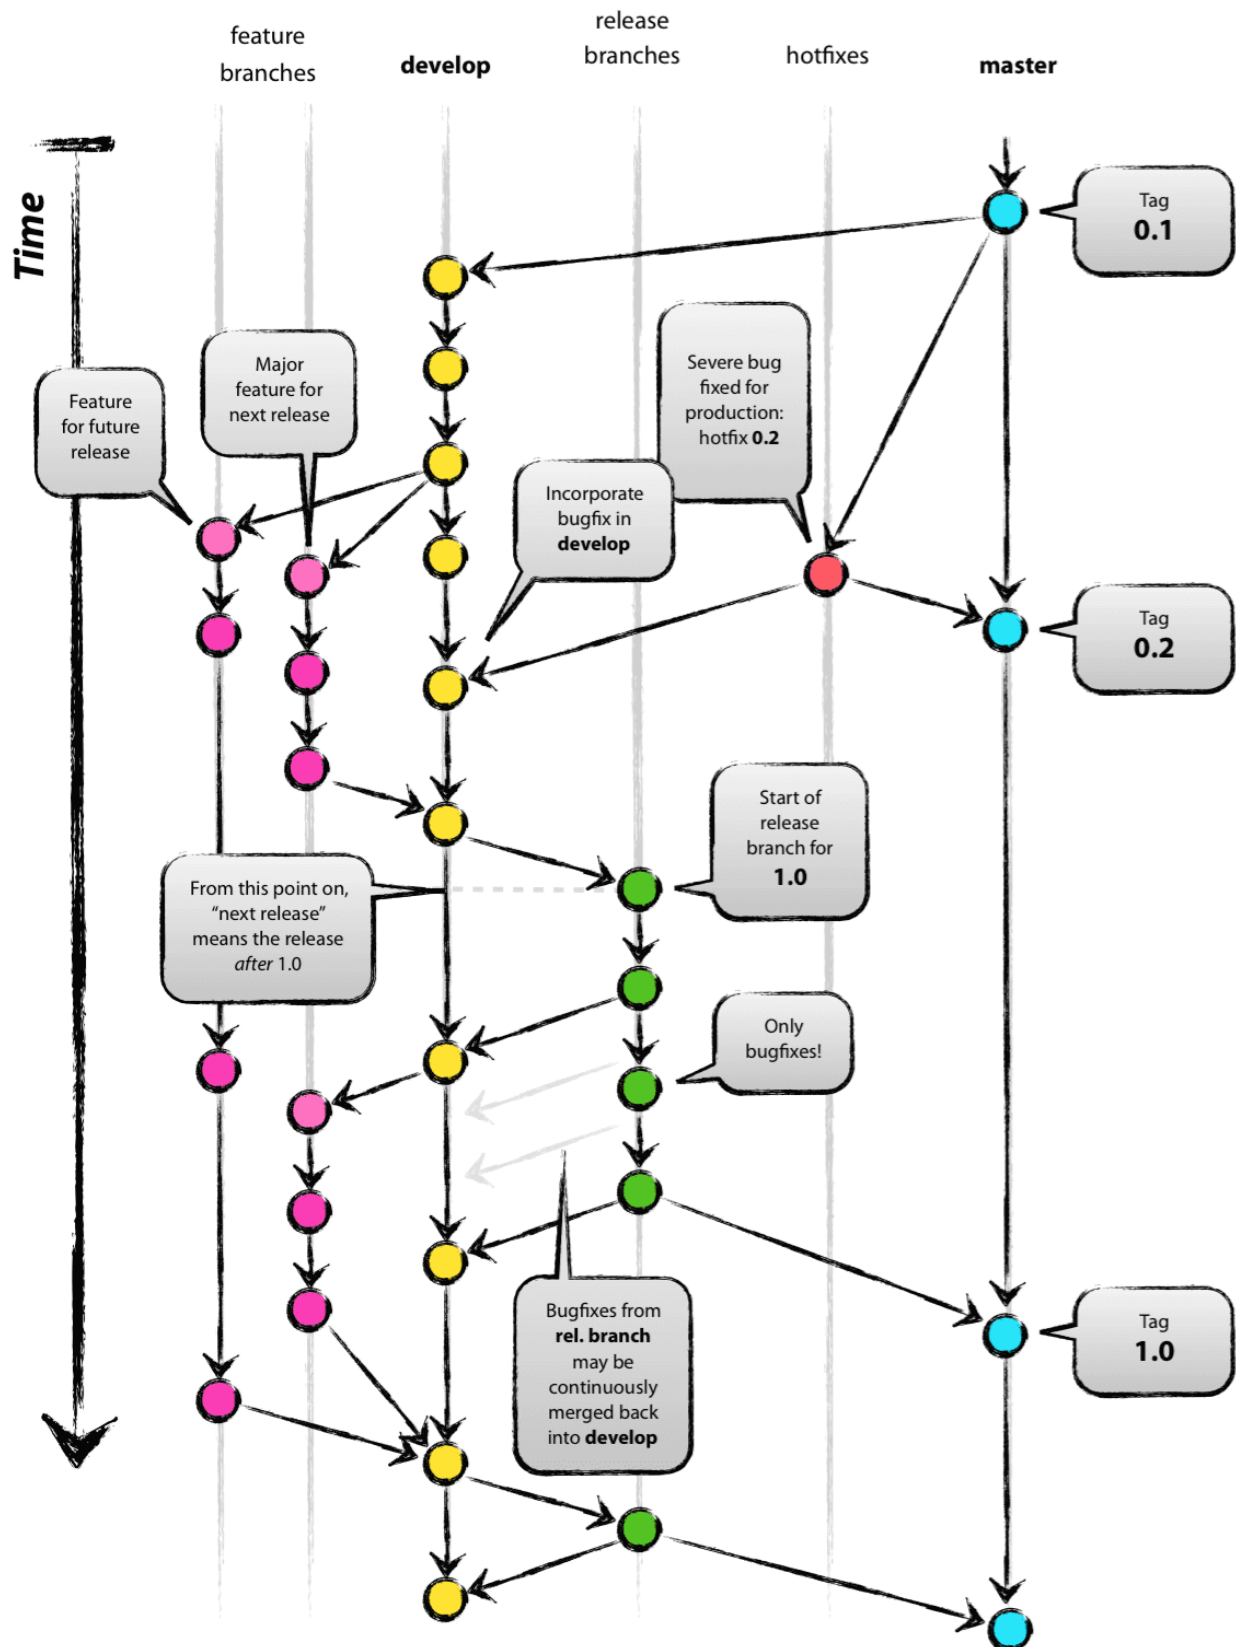 feature
branches
develop
release
branches
hotfixes
master
Time
Tag
0.1
Major
feature for
next release
Feature
for future
release
Severe bug
fixed for
production:
hotfix 0.2
Incorporate
bugfix in
develop
Tag
0.2
Start of
release
branch for
1.0
From this point on,
“next release”
means the release
after 1.0
Only
bugfixes!
Bugfixes from
rel. branch
may be
continuously
merged back
into develop
Tag
1.0